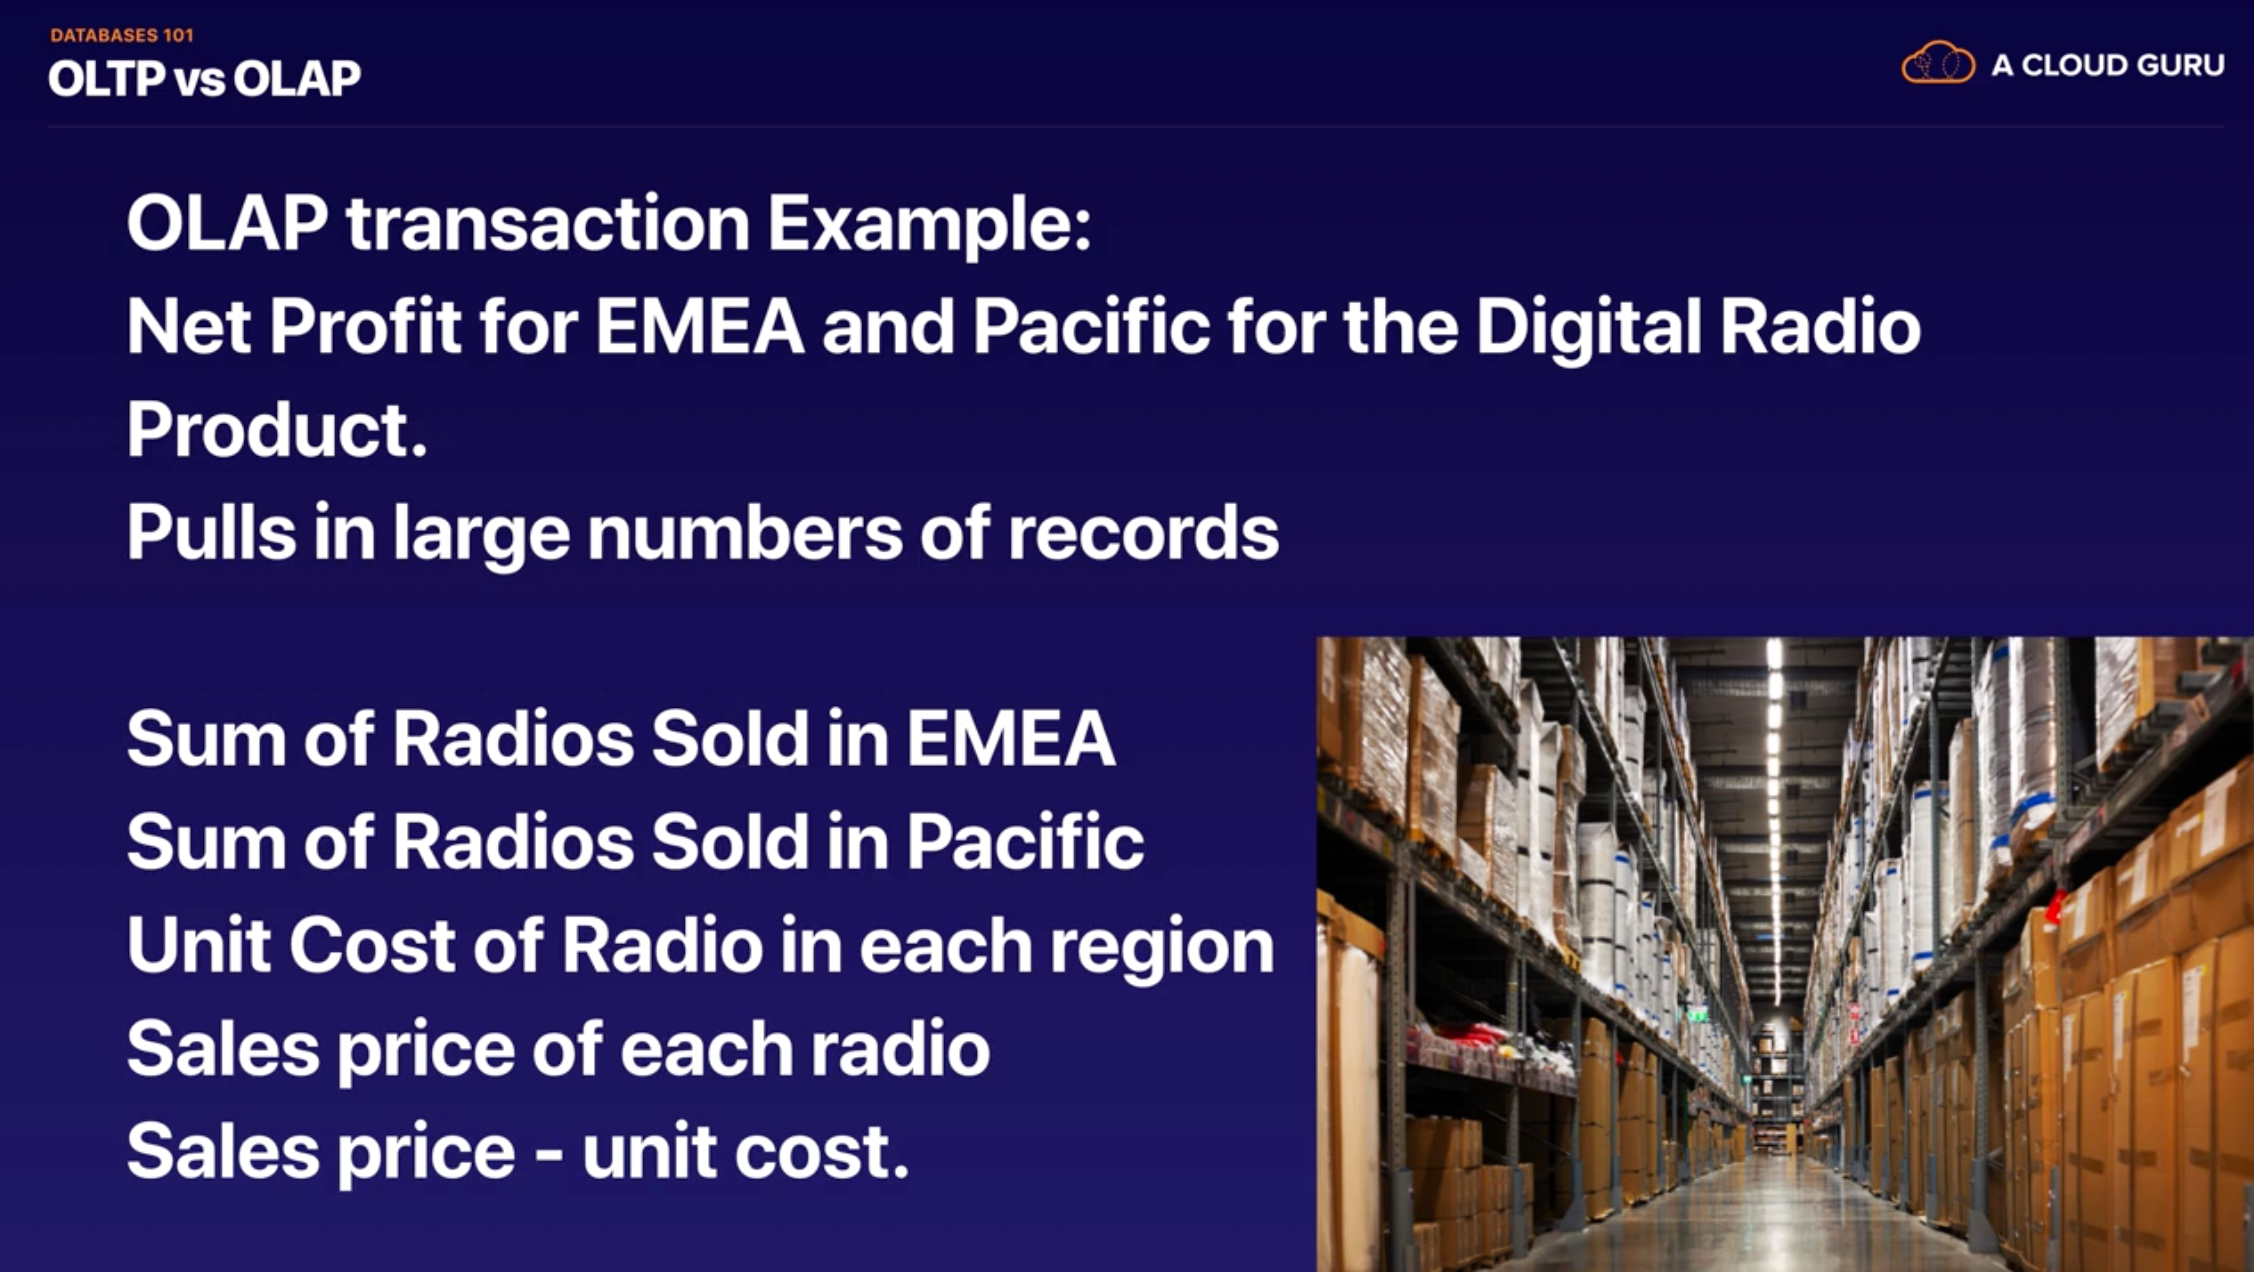 DATABASES 101
OLTP vs OLAP
A CLOUD GURU
OLAP transaction Example:
Net Profit for EMEA and Pacific for the Digital Radio
Product.
Pulls in large numbers of records
Sum of Radios Sold in EMEA
Sum of Radios Sold in Pacific
Unit Cost of Radio in each region
Sales price of each radio
Sales price - unit cost.